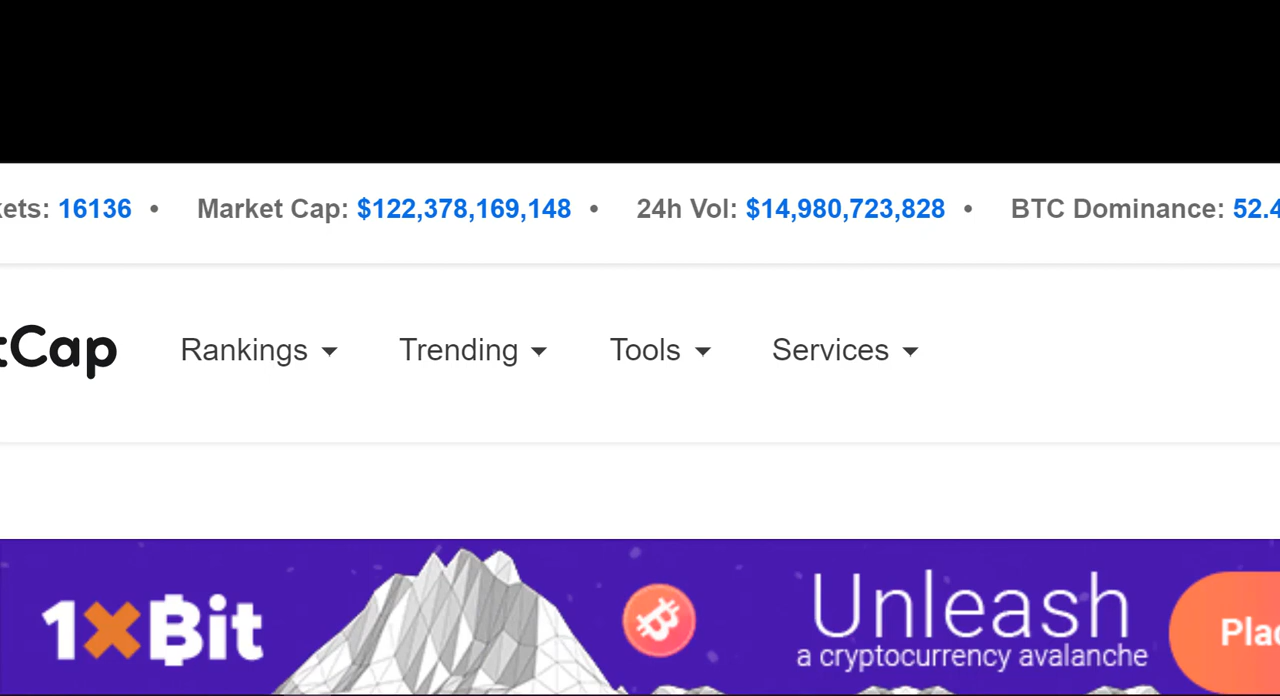 kets: 16136 • Market Cap: $122,378,169,148 • 24h Vol: $14,980,723,828 • BTC Dominance: 52.4
tCap Rankings Trending Tools Services
1xBit Unleash
a cryptocurrency avalanche
Plac